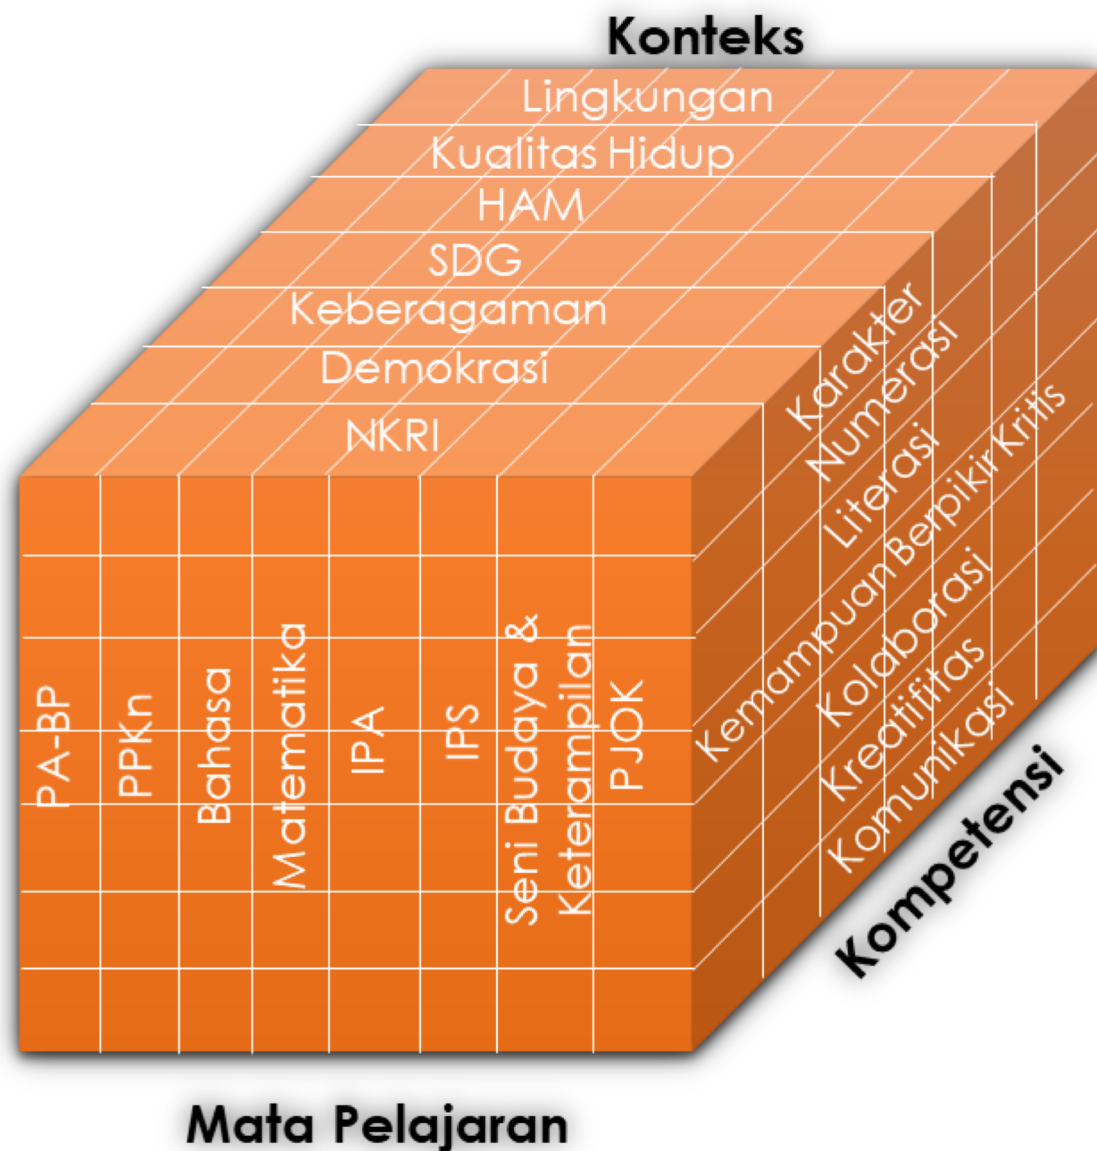 Konteks
Lingkungan
Kualitas Hidup
HAM
SDG
Keberagaman
Demokrasi
NKRI
Karakter
Numerasi
Literasi
Kemampuan Berpikir Kritis
Kolaborasi
Kreatifitas
Komunikasi
Kompetensi
PA-BP
PPKn
Bahasa
Matematika
IPA
IPS
Seni Budaya &
Keterampilan
PJOK
Mata Pelajaran